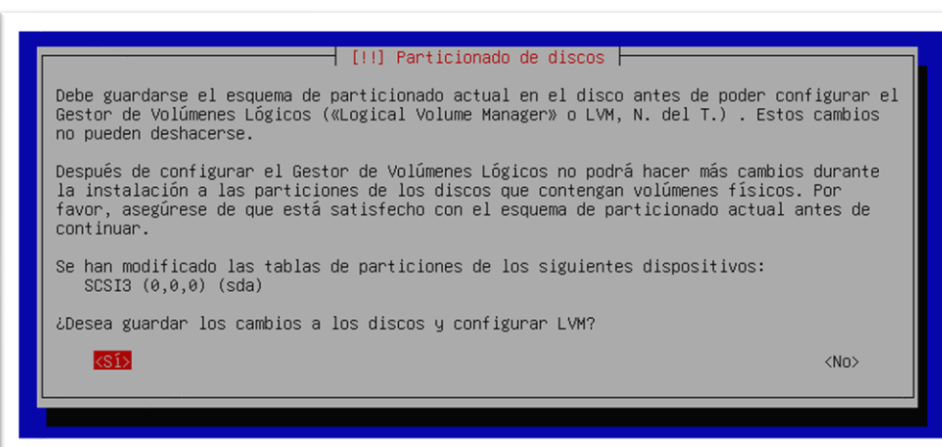 [!!] Particionado de discos
Debe guardarse el esquema de particionado actual en el disco antes de poder configurar el
Gestor de Volúmenes Lógicos («Logical Volume Manager» o LVM, N. del T.) . Estos cambios
no pueden deshacerse.
Después de configurar el Gestor de Volúmenes Lógicos no podrá hacer más cambios durante
la instalación a las particiones de los discos que contengan volúmenes físicos. Por
favor, asegúrese de que está satisfecho con el esquema de particionado actual antes de
continuar.
Se han modificado las tablas de particiones de los siguientes dispositivos:
SCSI3 (0,0,0) (sda)
¿Desea guardar los cambios a los discos y configurar LVM?
<Sí> <No>